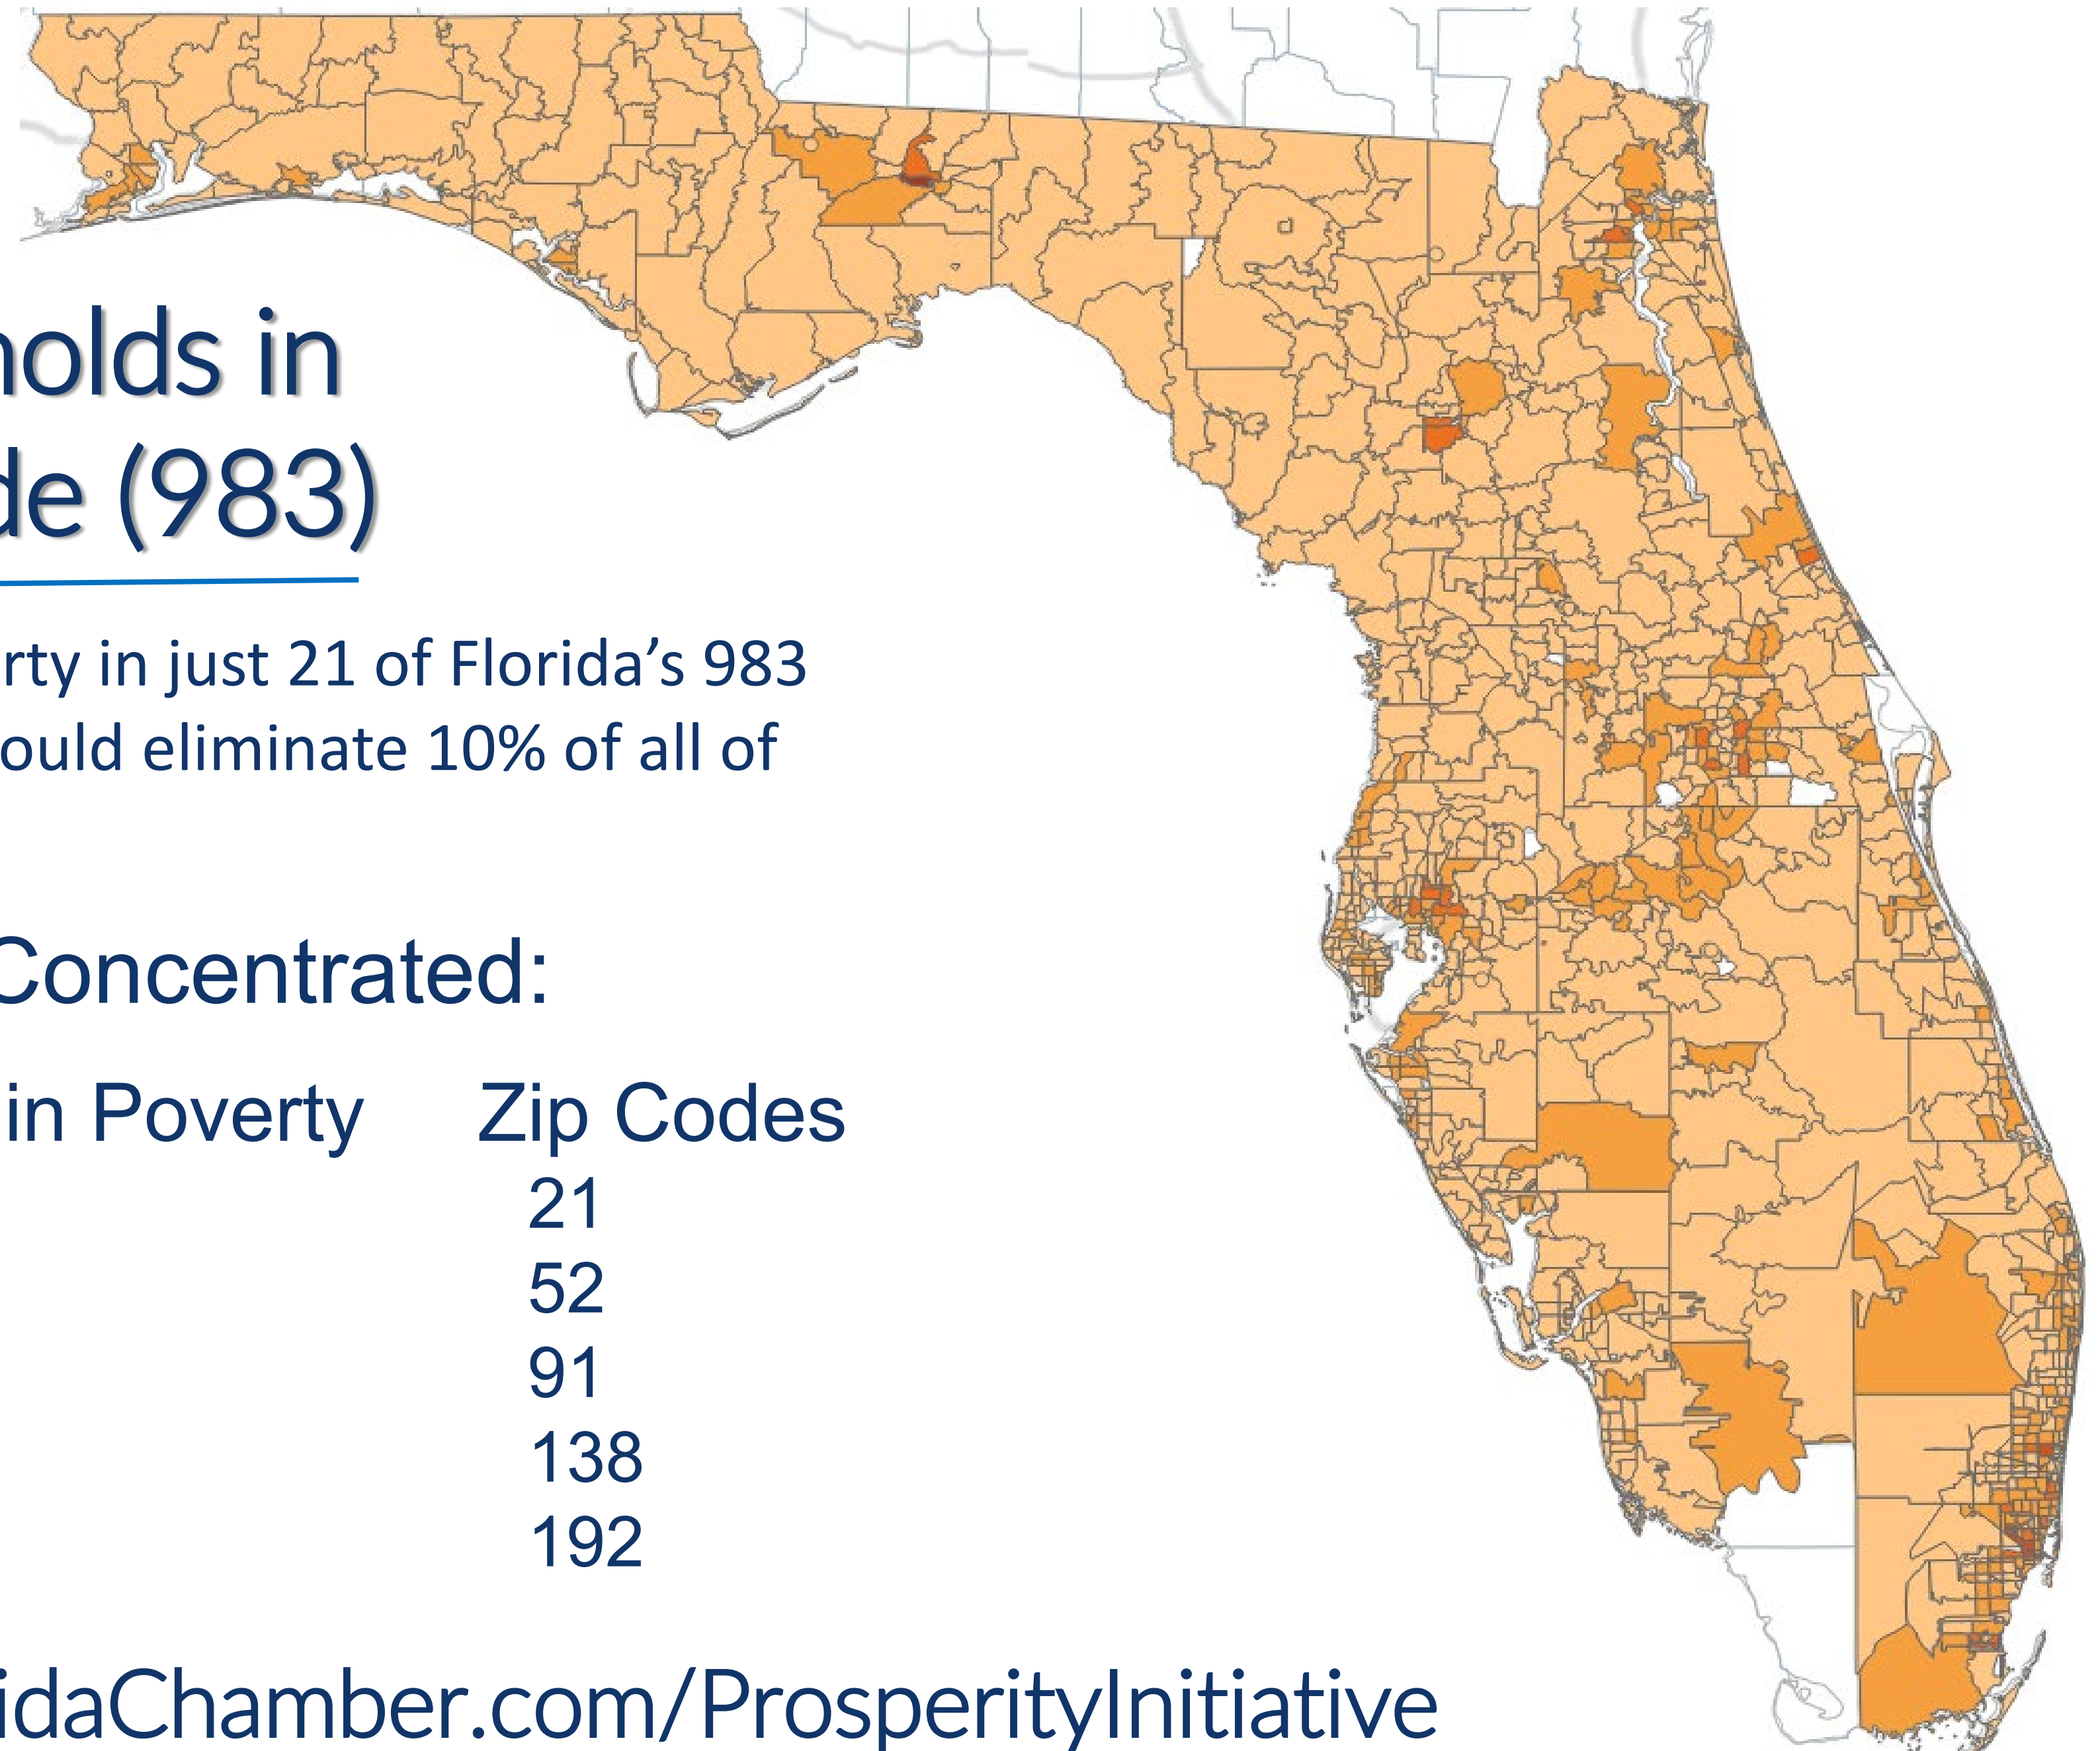 holds in
de (983)
rty in just 21 of Florida’s 983
ould eliminate 10% of all of
Concentrated:
in Poverty Zip Codes
21
52
91
138
192
idaChamber.com/ProsperityInitiative